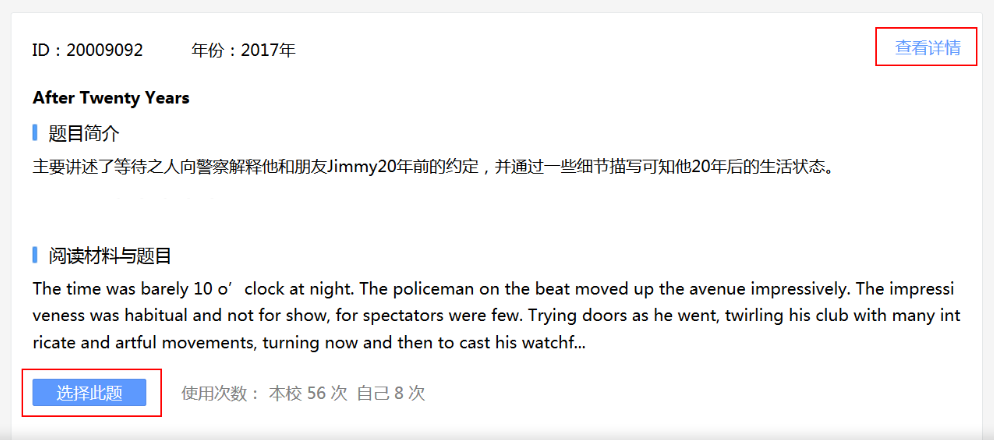 ID：20009092 年份：2017年 查看详情
After Twenty Years
题目简介
主要讲述了等待之人向警察解释他和朋友Jimmy20年前的约定，并通过一些细节描写可知他20年后的生活状态。
阅读材料与题目
The time was barely 10 o’clock at night. The policeman on the beat moved up the avenue impressively. The impressi
veness was habitual and not for show, for spectators were few. Trying doors as he went, twirling his club with many int
ricate and artful movements, turning now and then to cast his watchf...
选择此题 使用次数： 本校 56 次 自己 8 次